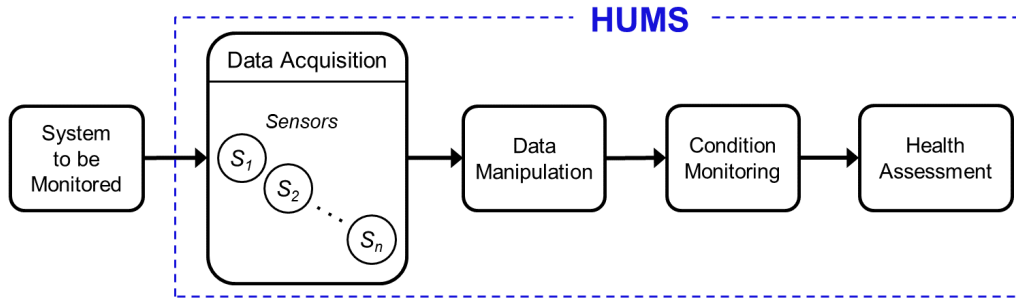 HUMS
Data Acquisition
Sensors
S1
S2
Sn
System
to be
Monitored
Data
Manipulation
Condition
Monitoring
Health
Assessment